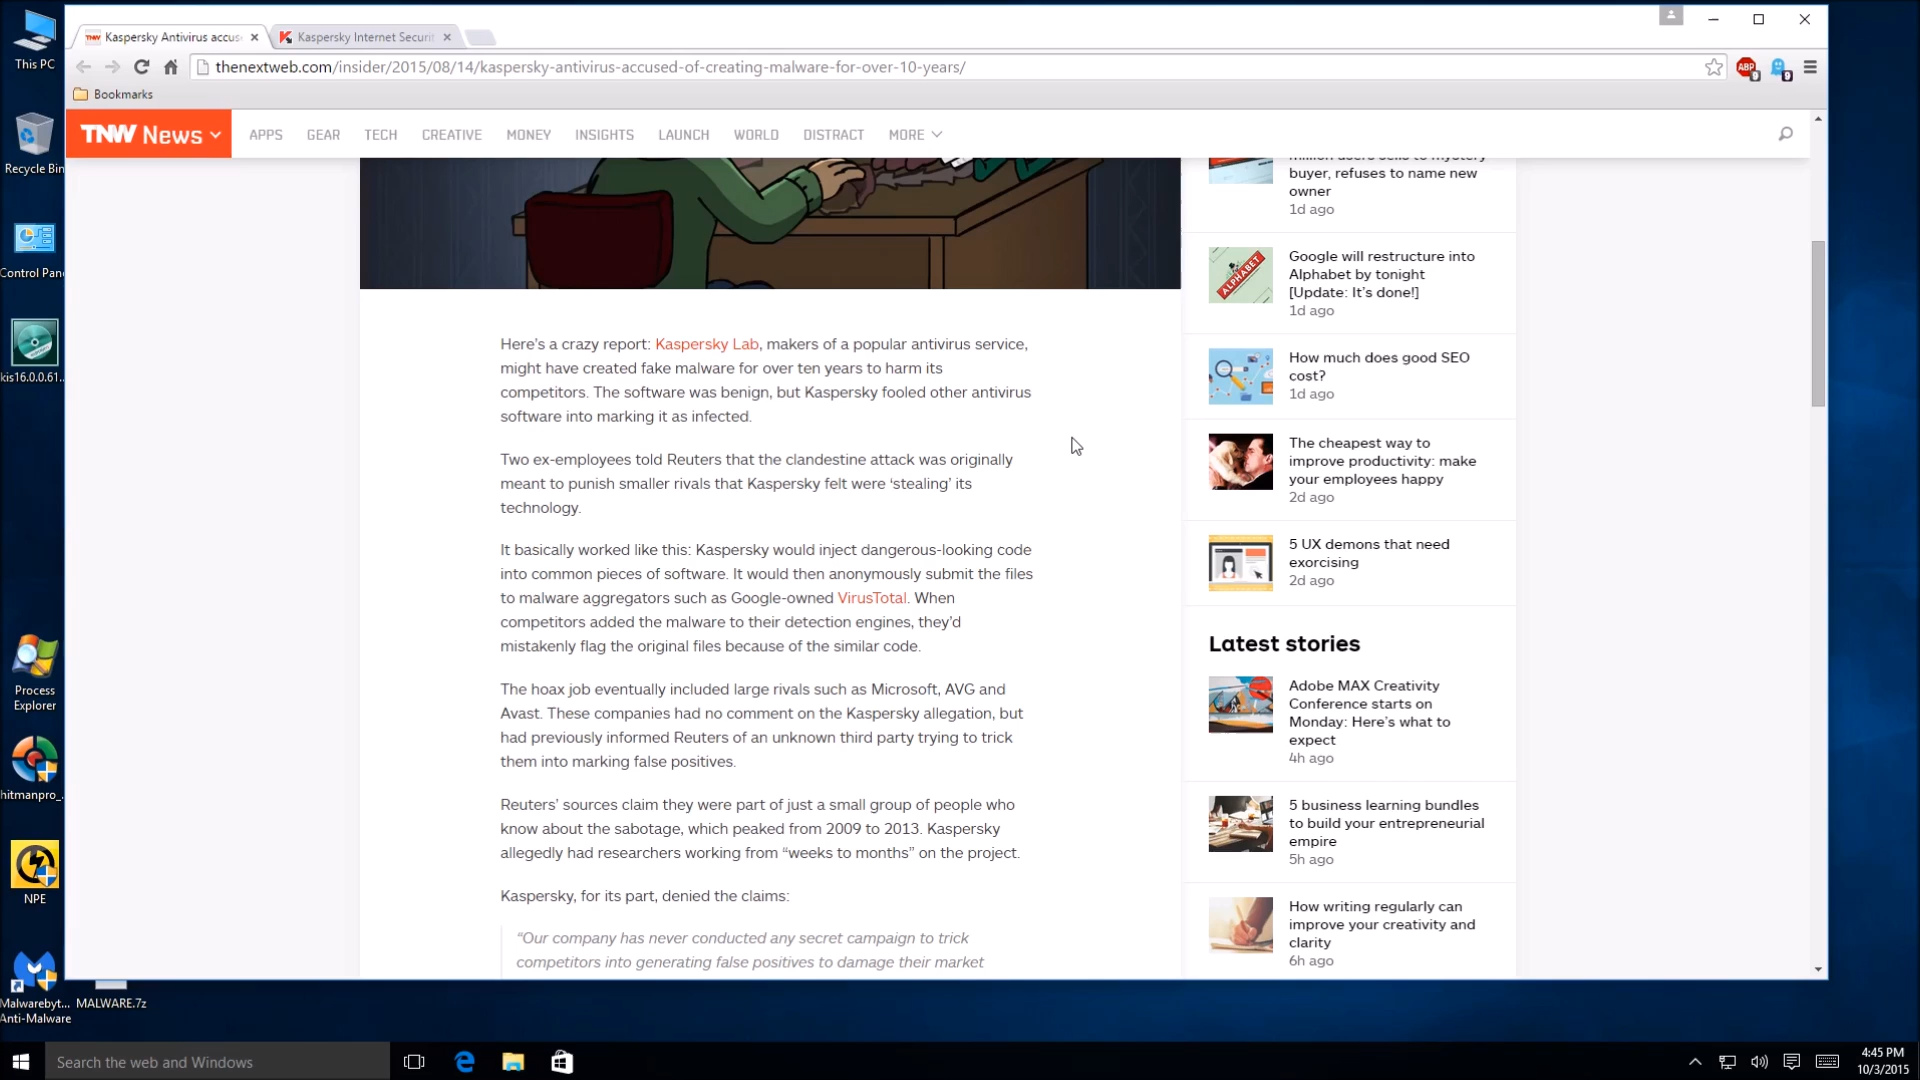 This PC
Recycle Bin
Control Pane
kis16.0.0.61...
Process
Explorer
hitmanpro_...
NPE
Malwarebyt...
Anti-Malware
MALWARE.7z
Kaspersky Antivirus accus
Kaspersky Internet Securit
thenextweb.com/insider/2015/08/14/kaspersky-antivirus-accused-of-creating-malware-for-over-10-years/
ABP
9
9
Bookmarks
TNW News
APPS
GEAR
TECH
CREATIVE
MONEY
INSIGHTS
LAUNCH
WORLD
DISTRACT
MORE
Here's a crazy report: Kaspersky Lab, makers of a popular antivirus service,
might have created fake malware for over ten years to harm its
competitors. The software was benign, but Kaspersky fooled other antivirus
software into marking it as infected.
Two ex-employees told Reuters that the clandestine attack was originally
meant to punish smaller rivals that Kaspersky felt were ‘stealing’ its
technology.
It basically worked like this: Kaspersky would inject dangerous-looking code
into common pieces of software. It would then anonymously submit the files
to malware aggregators such as Google-owned VirusTotal. When
competitors added the malware to their detection engines, they'd
mistakenly flag the original files because of the similar code.
The hoax job eventually included large rivals such as Microsoft, AVG and
Avast. These companies had no comment on the Kaspersky allegation, but
had previously informed Reuters of an unknown third party trying to trick
them into marking false positives.
Reuters' sources claim they were part of just a small group of people who
know about the sabotage, which peaked from 2009 to 2013. Kaspersky
allegedly had researchers working from “weeks to months” on the project.
Kaspersky, for its part, denied the claims:
“Our company has never conducted any secret campaign to trick
competitors into generating false positives to damage their market
million users sells to mystery
buyer, refuses to name new
owner
1d ago
ALPHABET
Google will restructure into
Alphabet by tonight
[Update: It's done!]
1d ago
How much does good SEO
cost?
1d ago
The cheapest way to
improve productivity: make
your employees happy
2d ago
5 UX demons that need
exorcising
2d ago
Latest stories
Adobe MAX Creativity
Conference starts on
Monday: Here's what to
expect
4h ago
5 business learning bundles
to build your entrepreneurial
empire
5h ago
How writing regularly can
improve your creativity and
clarity
6h ago
Search the web and Windows
4:45 PM
10/3/2015